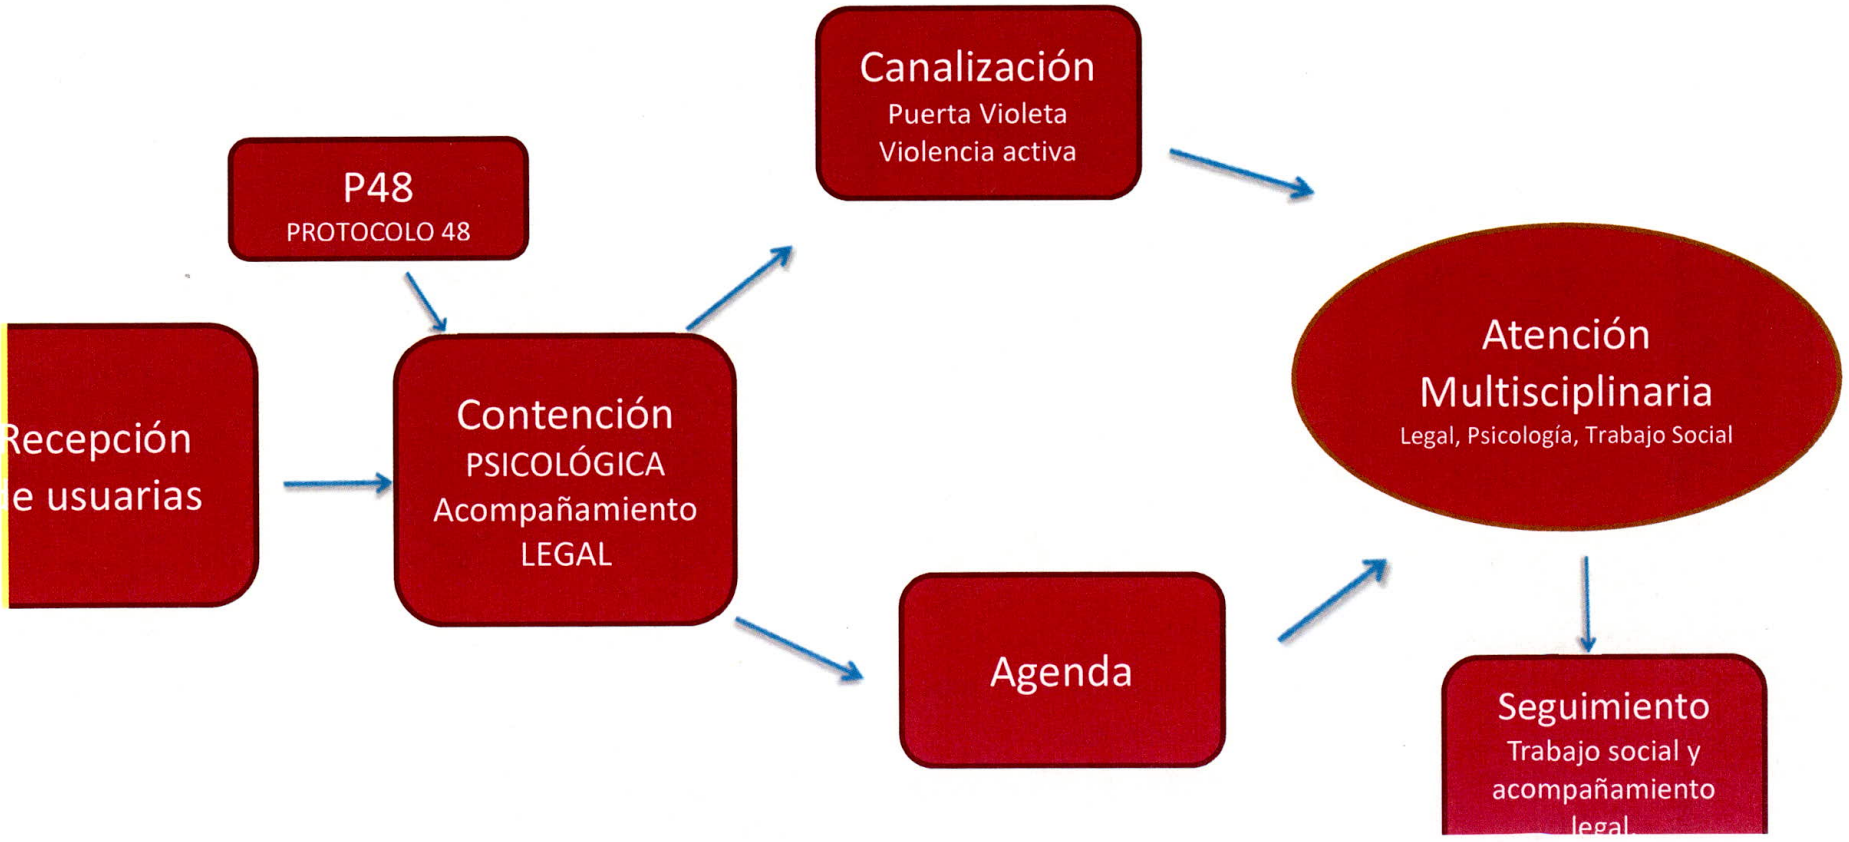 Canalización
Puerta Violeta
Violencia activa
P48
PROTOCOLO 48
Recepción
e usuarias
Contención
PSICOLÓGICA
Acompañamiento
LEGAL
Atención
Multisciplinaria
Legal, Psicología, Trabajo Social
Agenda
Seguimiento
Trabajo social y
acompañamiento
legal.